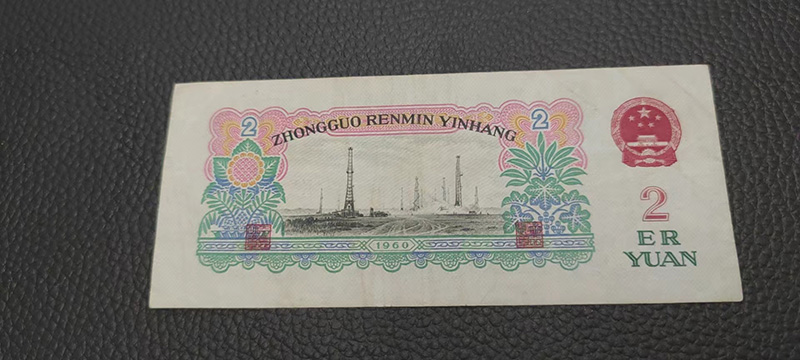 2
ZHONGGUO RENMIN YINHANG
2
1960
2
ER
YUAN